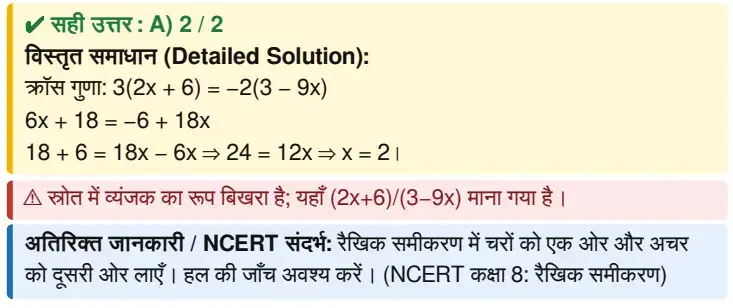 ✔ सही उत्तर : A) 2 / 2
विस्तृत समाधान (Detailed Solution):
क्रॉस गुणा: 3(2x + 6) = −2(3 − 9x)
6x + 18 = −6 + 18x
18 + 6 = 18x − 6x ⇒ 24 = 12x ⇒ x = 2।
⚠ स्रोत में व्यंजक का रूप बिखरा है; यहाँ (2x+6)/(3−9x) माना गया है।
अतिरिक्त जानकारी / NCERT संदर्भ: रैखिक समीकरण में चरों को एक ओर और अचर
को दूसरी ओर लाएँ। हल की जाँच अवश्य करें। (NCERT कक्षा 8: रैखिक समीकरण)